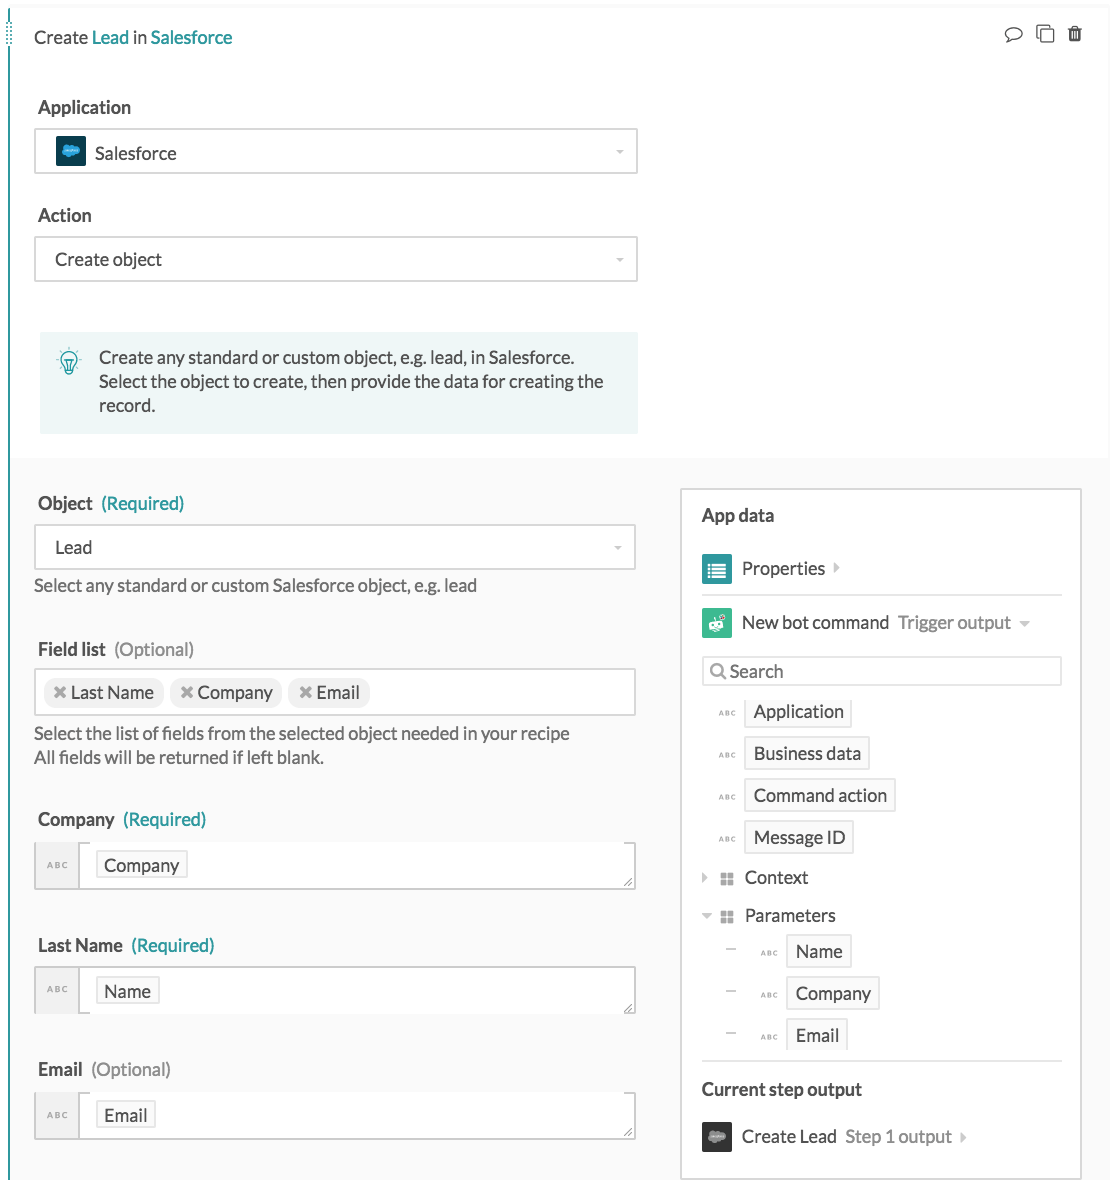 Create Lead in Salesforce
Application
Salesforce
Action
Create object
Create any standard or custom object, e.g. lead, in Salesforce.
Select the object to create, then provide the data for creating the
record.
Object (Required)
Lead
Select any standard or custom Salesforce object, e.g. lead
Field list (Optional)
Last Name Company Email
Select the list of fields from the selected object needed in your recipe
All fields will be returned if left blank.
Company (Required)
ABC Company
Last Name (Required)
ABC Name
Email (Optional)
ABC Email
App data
Properties
New bot command Trigger output
Search
ABC Application
ABC Business data
ABC Command action
ABC Message ID
Context
Parameters
ABC Name
ABC Company
ABC Email
Current step output
Create Lead Step 1 output